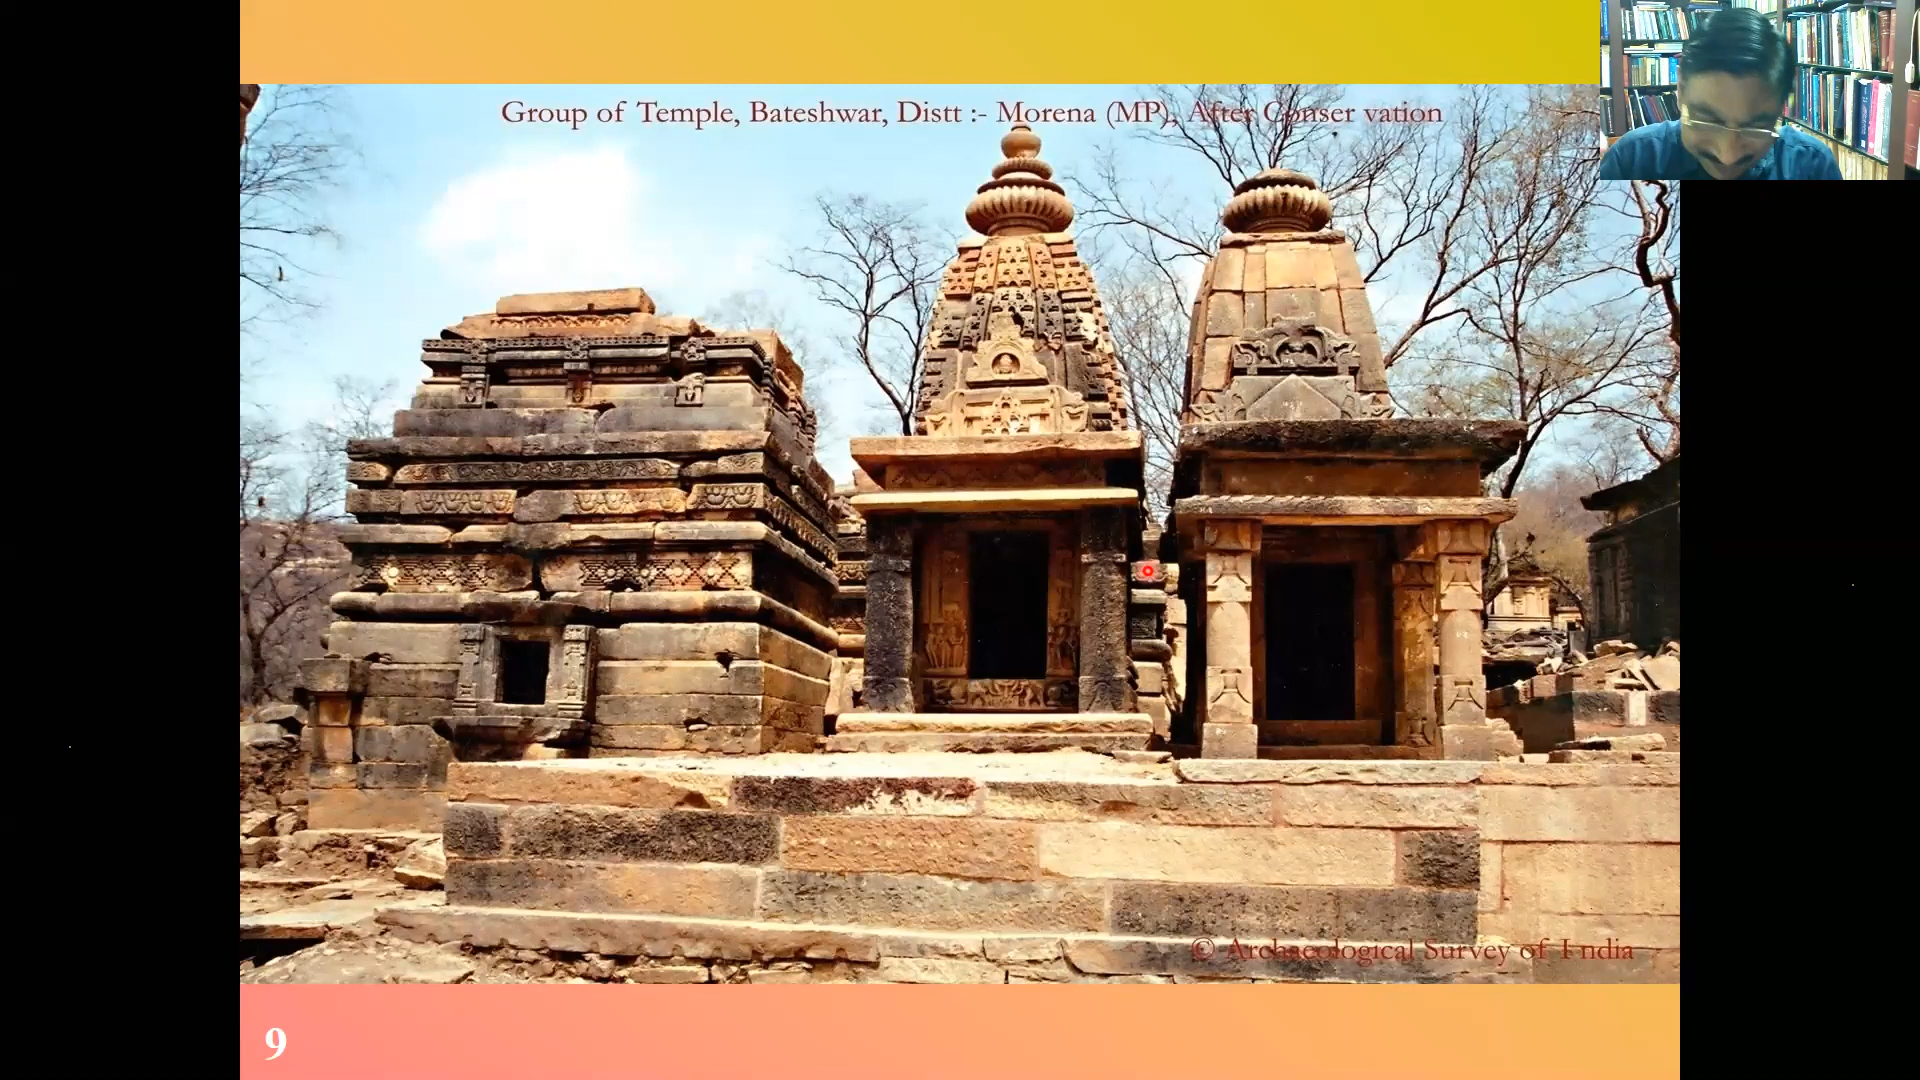 Group of Temple, Bateshwar, Distt :- Morena (MP), After Conser vation
© Archaeological Survey of India
9